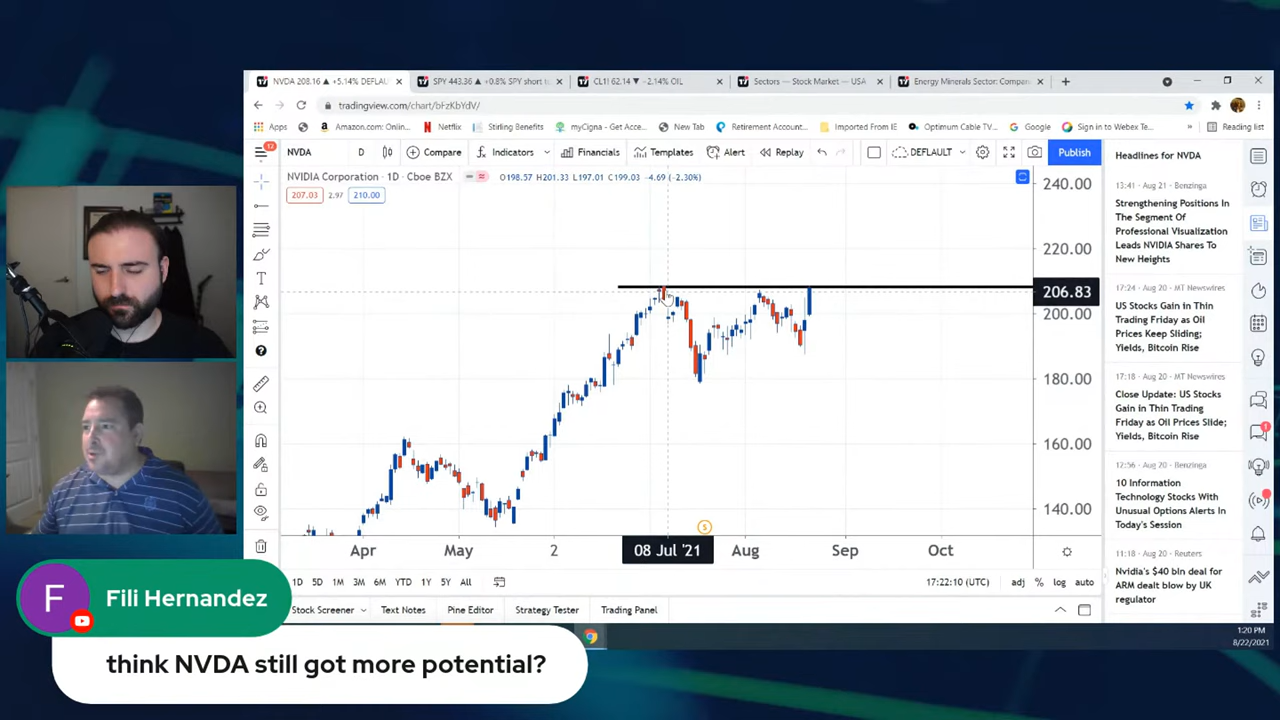 NVDA 208.16 ▲ +5.14% DEFLAU
SPY 443.36 ▲ +0.8% SPY short t
CL1! 62.14 ▼ −2.14% OIL
Sectors — Stock Market — USA
Energy Minerals Sector: Compan
tradingview.com/chart/bFzKbYdV/
Apps
Amazon.com: Onlin...
Netflix
Stirling Benefits
myCigna - Get Acce...
New Tab
Retirement Account...
Imported From IE
Optimum Cable TV...
Google
Sign in to Webex Te...
»
Reading list
12
NVDA
D
Compare
Indicators
Financials
Templates
Alert
Replay
DEFAULT
Publish
NVIDIA Corporation · 1D · Cboe BZX
O198.57 H201.33 L197.01 C199.03 −4.69 (−2.30%)
207.03 2.97 210.00
240.00
220.00
206.83
200.00
180.00
160.00
140.00
Apr
May
2
08 Jul '21
Aug
Sep
Oct
Headlines for NVDA
13:41 - Aug 21 - Benzinga
Strengthening Positions In
The Segment Of
Professional Visualization
Leads NVIDIA Shares To
New Heights
17:24 - Aug 20 - MT Newswires
US Stocks Gain in Thin
Trading Friday as Oil
Prices Keep Sliding;
Yields, Bitcoin Rise
17:18 - Aug 20 - MT Newswires
Close Update: US Stocks
Gain in Thin Trading
Friday as Oil Prices Slide;
Yields, Bitcoin Rise
12:56 - Aug 20 - Benzinga
10 Information
Technology Stocks With
Unusual Options Alerts In
Today's Session
11:18 - Aug 20 - Reuters
Nvidia's $40 bln deal for
ARM dealt blow by UK
regulator
1
1D 5D 1M 3M 6M YTD 1Y 5Y All
17:22:10 (UTC)
adj % log auto
Stock Screener
Text Notes
Pine Editor
Strategy Tester
Trading Panel
1:20 PM
8/22/2021
F
Fili Hernandez
think NVDA still got more potential?